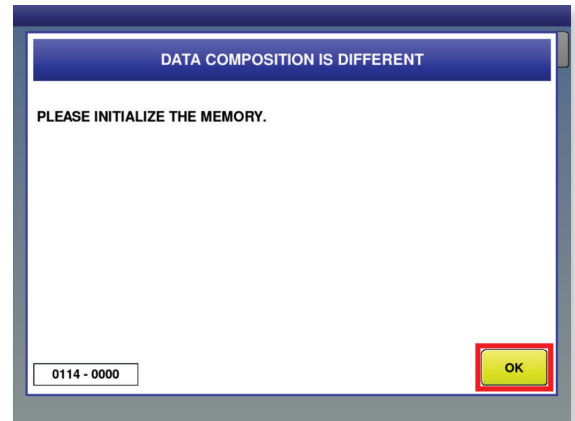 DATA COMPOSITION IS DIFFERENT
PLEASE INITIALIZE THE MEMORY.
0114 - 0000
OK